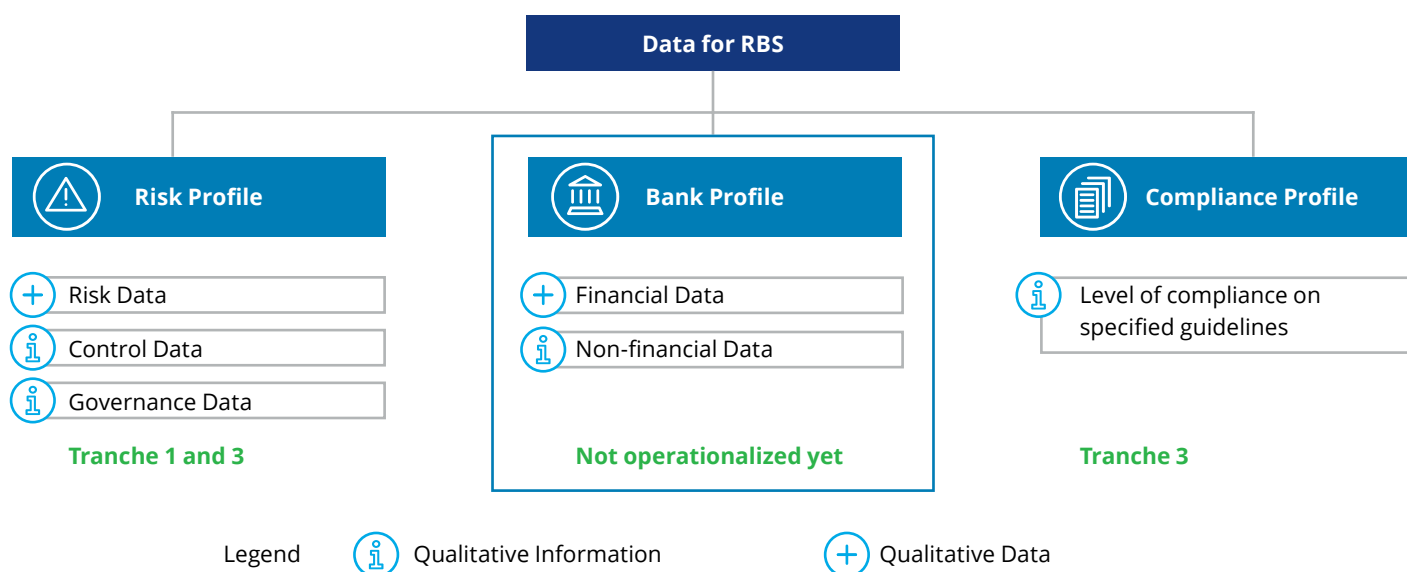 Data for RBS
Risk Profile
Risk Data
Control Data
Governance Data
Tranche 1 and 3
Bank Profile
Financial Data
Non-financial Data
Not operationalized yet
Compliance Profile
Level of compliance on
specified guidelines
Tranche 3
Legend
Qualitative Information
Qualitative Data